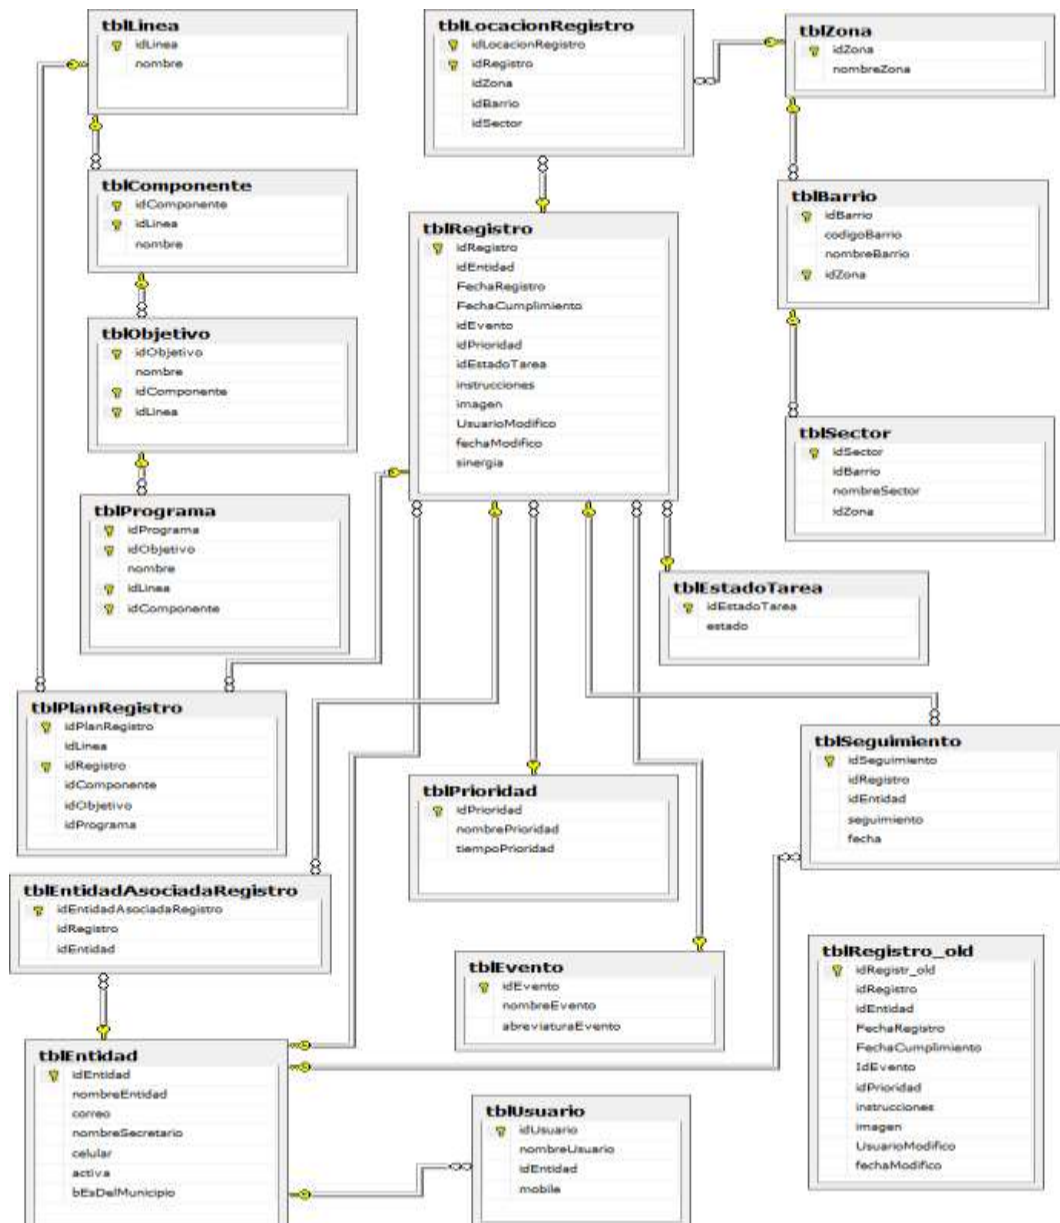 tblLinea
idLinea
nombre
tblLocacionRegistro
idLocacionRegistro
idRegistro
idZona
idBarrio
idSector
tblZona
idZona
nombreZona
tblComponente
idComponente
idLinea
nombre
tblRegistro
idRegistro
idEntidad
FechaRegistro
FechaCumplimiento
idEvento
idPrioridad
idEstadoTarea
instrucciones
imagen
UsuarioModifico
fechaModifico
sinergia
tblBarrio
idBarrio
codigoBarrio
nombreBarrio
idZona
tblObjetivo
idObjetivo
nombre
idComponente
idLinea
tblSector
idSector
idBarrio
nombreSector
idZona
tblPrograma
idPrograma
idObjetivo
nombre
idLinea
idComponente
tblEstadoTarea
idEstadoTarea
estado
tblPlanRegistro
idPlanRegistro
idLinea
idRegistro
idComponente
idObjetivo
idPrograma
tblPrioridad
idPrioridad
nombrePrioridad
tiempoPrioridad
tblSeguimiento
idSeguimiento
idRegistro
idEntidad
seguimiento
fecha
tblEntidadAsociadaRegistro
idEntidadAsociadaRegistro
idRegistro
idEntidad
tblEvento
idEvento
nombreEvento
abreviaturaEvento
tblRegistro_old
idRegistr_old
idRegistro
idEntidad
FechaRegistro
FechaCumplimiento
IdEvento
idPrioridad
instrucciones
imagen
UsuarioModifico
fechaModifico
tblEntidad
idEntidad
nombreEntidad
correo
nombreSecretario
celular
activa
bEsDelMunicipio
tblUsuario
idUsuario
nombreUsuario
idEntidad
mobile